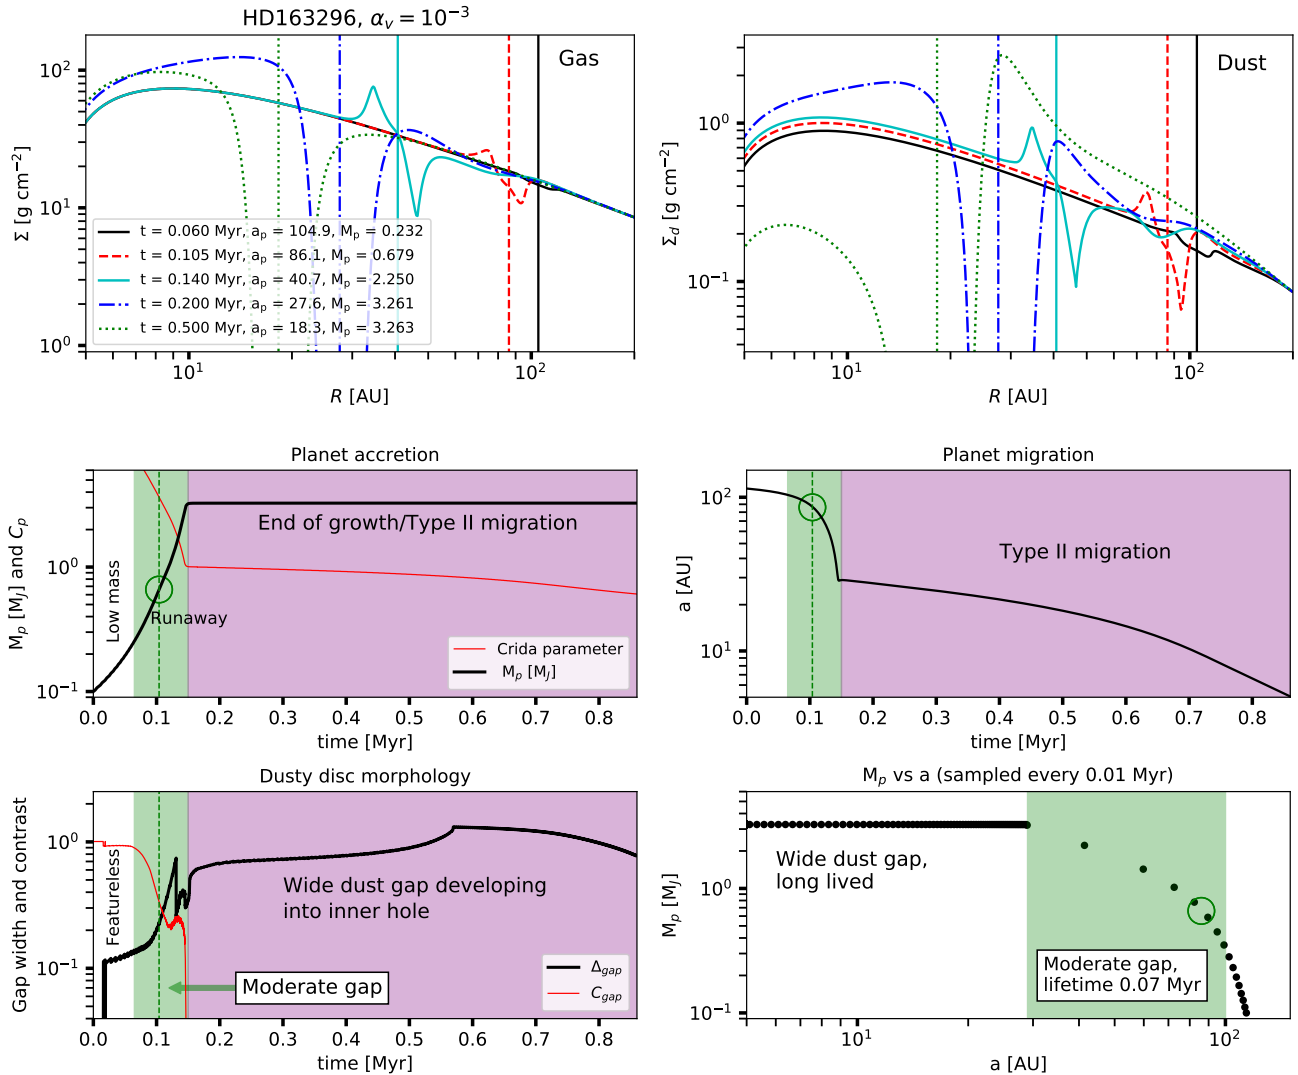 HD163296, αᵥ = 10⁻³
Gas
Σ [g cm⁻²]
10²
10¹
10⁰
t = 0.060 Myr, aₚ = 104.9, Mₚ = 0.232
t = 0.105 Myr, aₚ = 86.1, Mₚ = 0.679
t = 0.140 Myr, aₚ = 40.7, Mₚ = 2.250
t = 0.200 Myr, aₚ = 27.6, Mₚ = 3.261
t = 0.500 Myr, aₚ = 18.3, Mₚ = 3.263
10¹ 10²
R [AU]
Dust
Σ_d [g cm⁻²]
10⁰
10⁻¹
10¹ 10²
R [AU]
Planet accretion
Mₚ [M_J] and Cₚ
10⁰
10⁻¹
Low mass
Runaway
End of growth/Type II migration
Crida parameter
Mₚ [M_J]
0.0 0.1 0.2 0.3 0.4 0.5 0.6 0.7 0.8
time [Myr]
Planet migration
a [AU]
10²
10¹
Type II migration
0.0 0.1 0.2 0.3 0.4 0.5 0.6 0.7 0.8
time [Myr]
Dusty disc morphology
Gap width and contrast
10⁰
10⁻¹
Featureless
Wide dust gap developing
into inner hole
Moderate gap
Δ_gap
C_gap
0.0 0.1 0.2 0.3 0.4 0.5 0.6 0.7 0.8
time [Myr]
Mₚ vs a (sampled every 0.01 Myr)
Mₚ [M_J]
10⁰
10⁻¹
Wide dust gap,
long lived
Moderate gap,
lifetime 0.07 Myr
10¹ 10²
a [AU]